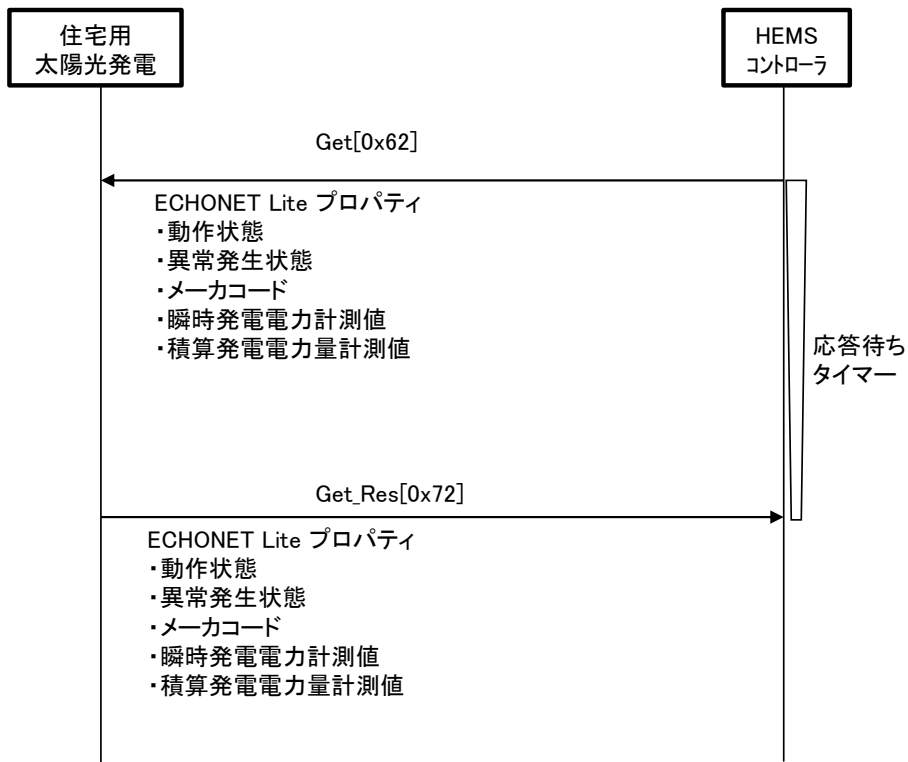 住宅用
太陽光発電
HEMS
コントローラ
Get[0x62]
ECHONET Lite プロパティ
・動作状態
・異常発生状態
・メーカコード
・瞬時発電電力計測値
・積算発電電力量計測値
応答待ち
タイマー
Get_Res[0x72]
ECHONET Lite プロパティ
・動作状態
・異常発生状態
・メーカコード
・瞬時発電電力計測値
・積算発電電力量計測値